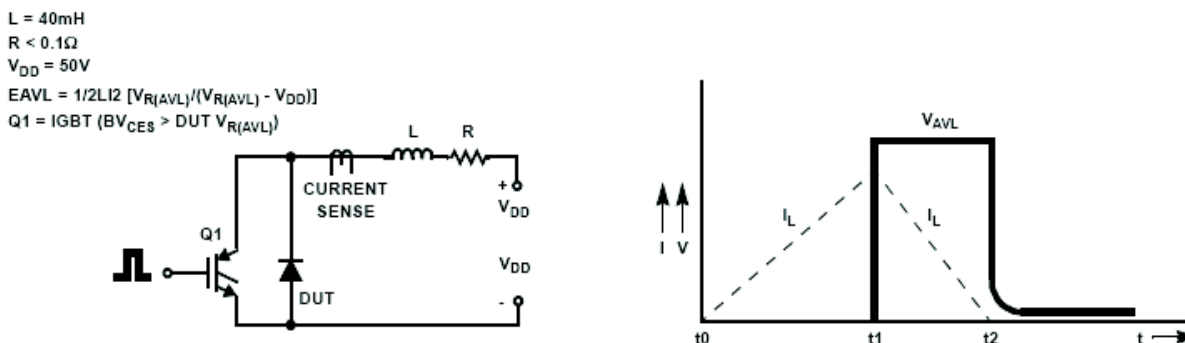 L = 40mH
R < 0.1Ω
VDD = 50V
EAVL = 1/2LI2 [VR(AVL)/(VR(AVL) - VDD)]
Q1 = IGBT (BVCES > DUT VR(AVL))
L
R
CURRENT
SENSE
+
VDD
Q1
VDD
DUT
-
VAVL
IL
IL
I V
t0
t1
t2
t